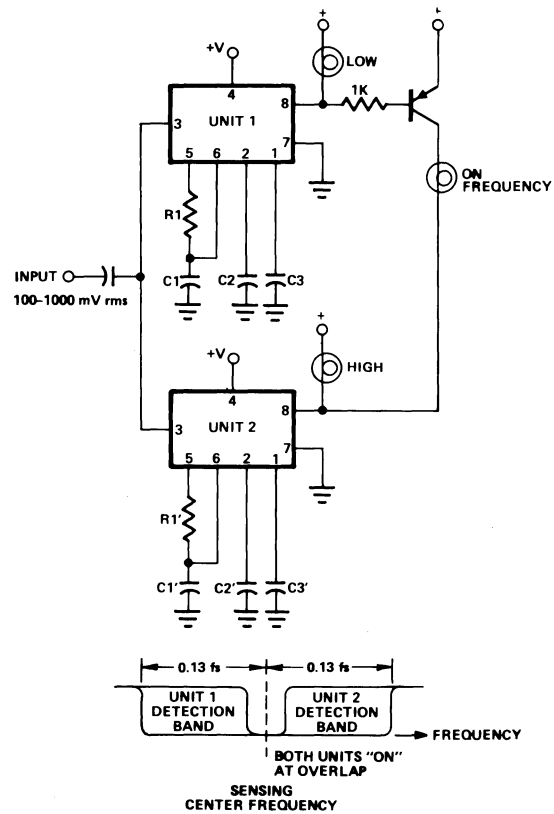 +
+
+V
LOW
4
1K
8
3
UNIT 1
7
5 6 2 1
ON
FREQUENCY
R1
INPUT
C1
C2
C3
100–1000 mV rms
+
+V
HIGH
4
8
3
UNIT 2
7
5 6 2 1
R1'
C1'
C2'
C3'
0.13 fs
0.13 fs
UNIT 1
DETECTION
BAND
UNIT 2
DETECTION
BAND
FREQUENCY
BOTH UNITS "ON"
AT OVERLAP
SENSING
CENTER FREQUENCY